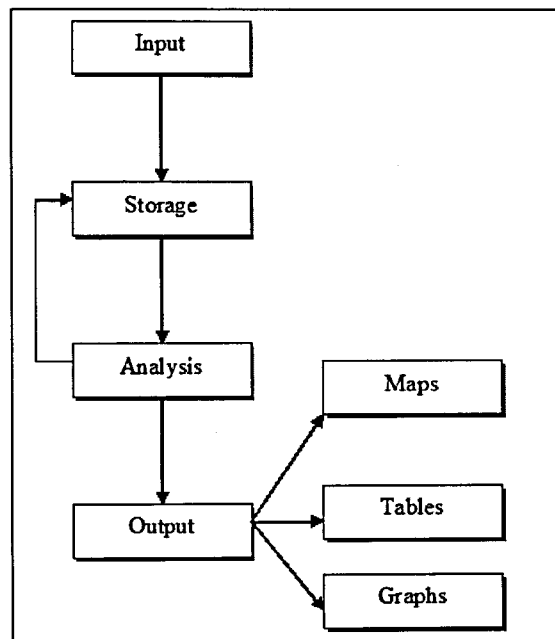 Input
Storage
Analysis
Maps
Output
Tables
Graphs